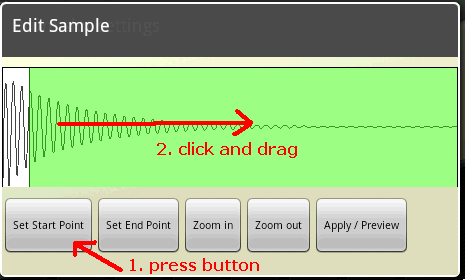 Edit Sample
2. click and drag
Set Start Point Set End Point Zoom in Zoom out Apply / Preview
1. press button